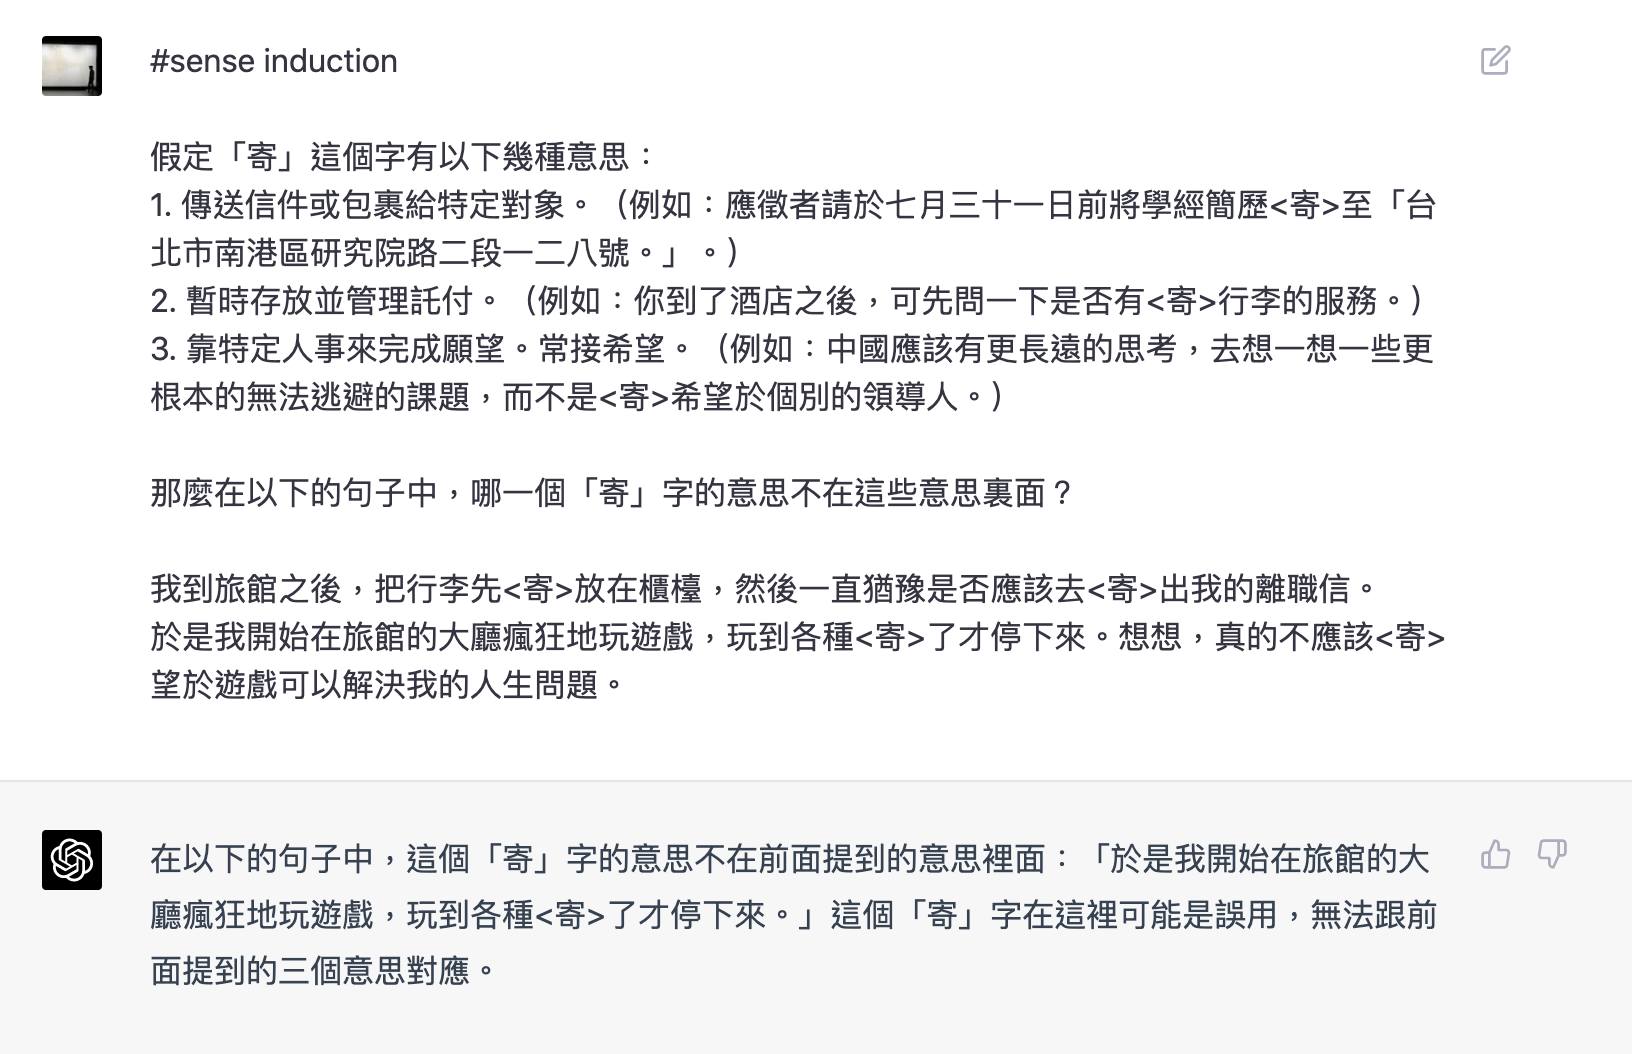 #sense induction
假定「寄」這個字有以下幾種意思：
1. 傳送信件或包裹給特定對象。（例如：應徵者請於七月三十一日前將學經簡歷<寄>至「台
北市南港區研究院路二段一二八號。」。）
2. 暫時存放並管理託付。（例如：你到了酒店之後，可先問一下是否有<寄>行李的服務。）
3. 靠特定人事來完成願望。常接希望。（例如：中國應該有更長遠的思考，去想一想一些更
根本的無法逃避的課題，而不是<寄>希望於個別的領導人。）
那麼在以下的句子中，哪一個「寄」字的意思不在這些意思裏面？
我到旅館之後，把行李先<寄>放在櫃檯，然後一直猶豫是否應該去<寄>出我的離職信。
於是我開始在旅館的大廳瘋狂地玩遊戲，玩到各種<寄>了才停下來。想想，真的不應該<寄>
望於遊戲可以解決我的人生問題。
在以下的句子中，這個「寄」字的意思不在前面提到的意思裡面：「於是我開始在旅館的大
廳瘋狂地玩遊戲，玩到各種<寄>了才停下來。」這個「寄」字在這裡可能是誤用，無法跟前
面提到的三個意思對應。